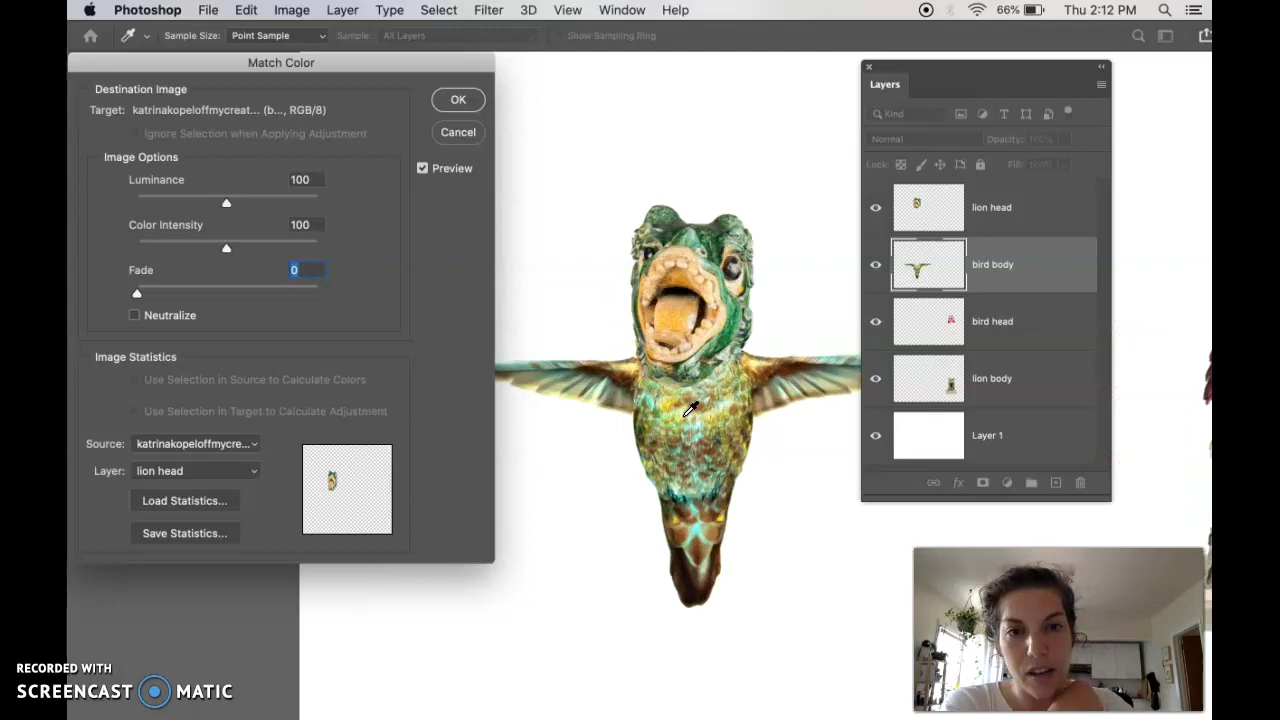 Photoshop File Edit Image Layer Type Select Filter 3D View Window Help 66% Thu 2:12 PM
Sample Size: Point Sample Sample: All Layers Show Sampling Ring
Match Color
Destination Image
Target: katrinakopeloffmycreat... (b..., RGB/8)
Ignore Selection when Applying Adjustment
Image Options
Luminance 100
Color Intensity 100
Fade 0
Neutralize
OK
Cancel
Preview
Image Statistics
Use Selection in Source to Calculate Colors
Use Selection in Target to Calculate Adjustment
Source: katrinakopeloffmycre...
Layer: lion head
Load Statistics...
Save Statistics...
Layers
Kind
Normal Opacity: 100%
Lock: Fill: 100%
lion head
bird body
bird head
lion body
Layer 1
fx
RECORDED WITH
SCREENCAST MATIC